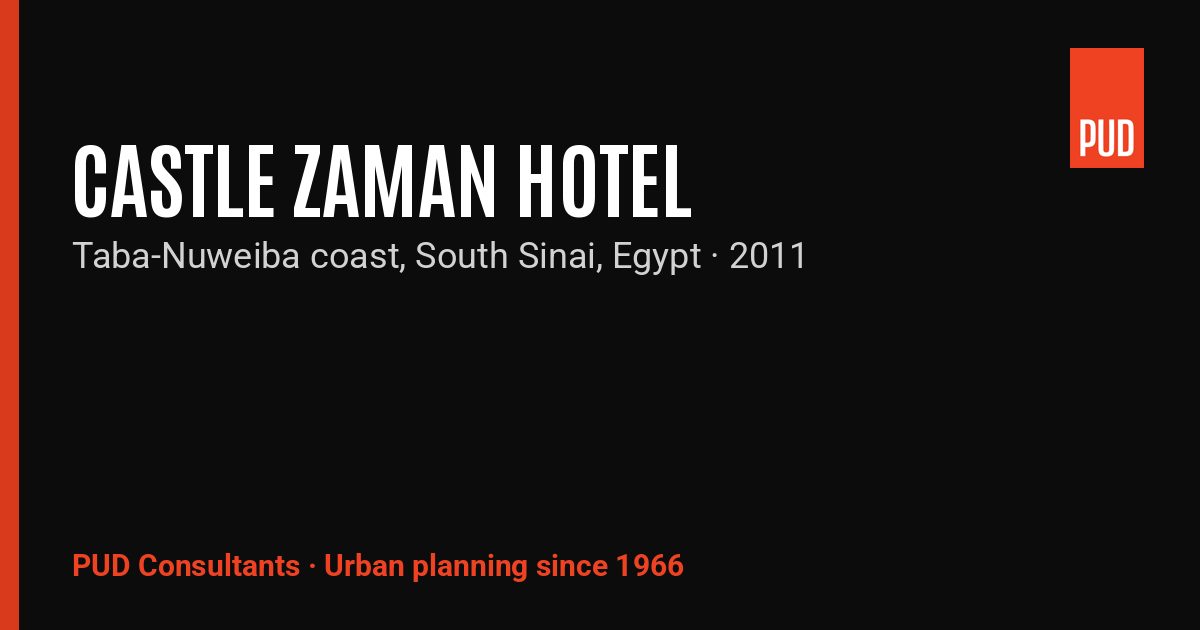 PUD
CASTLE ZAMAN HOTEL
Taba-Nuweiba coast, South Sinai, Egypt · 2011
PUD Consultants · Urban planning since 1966